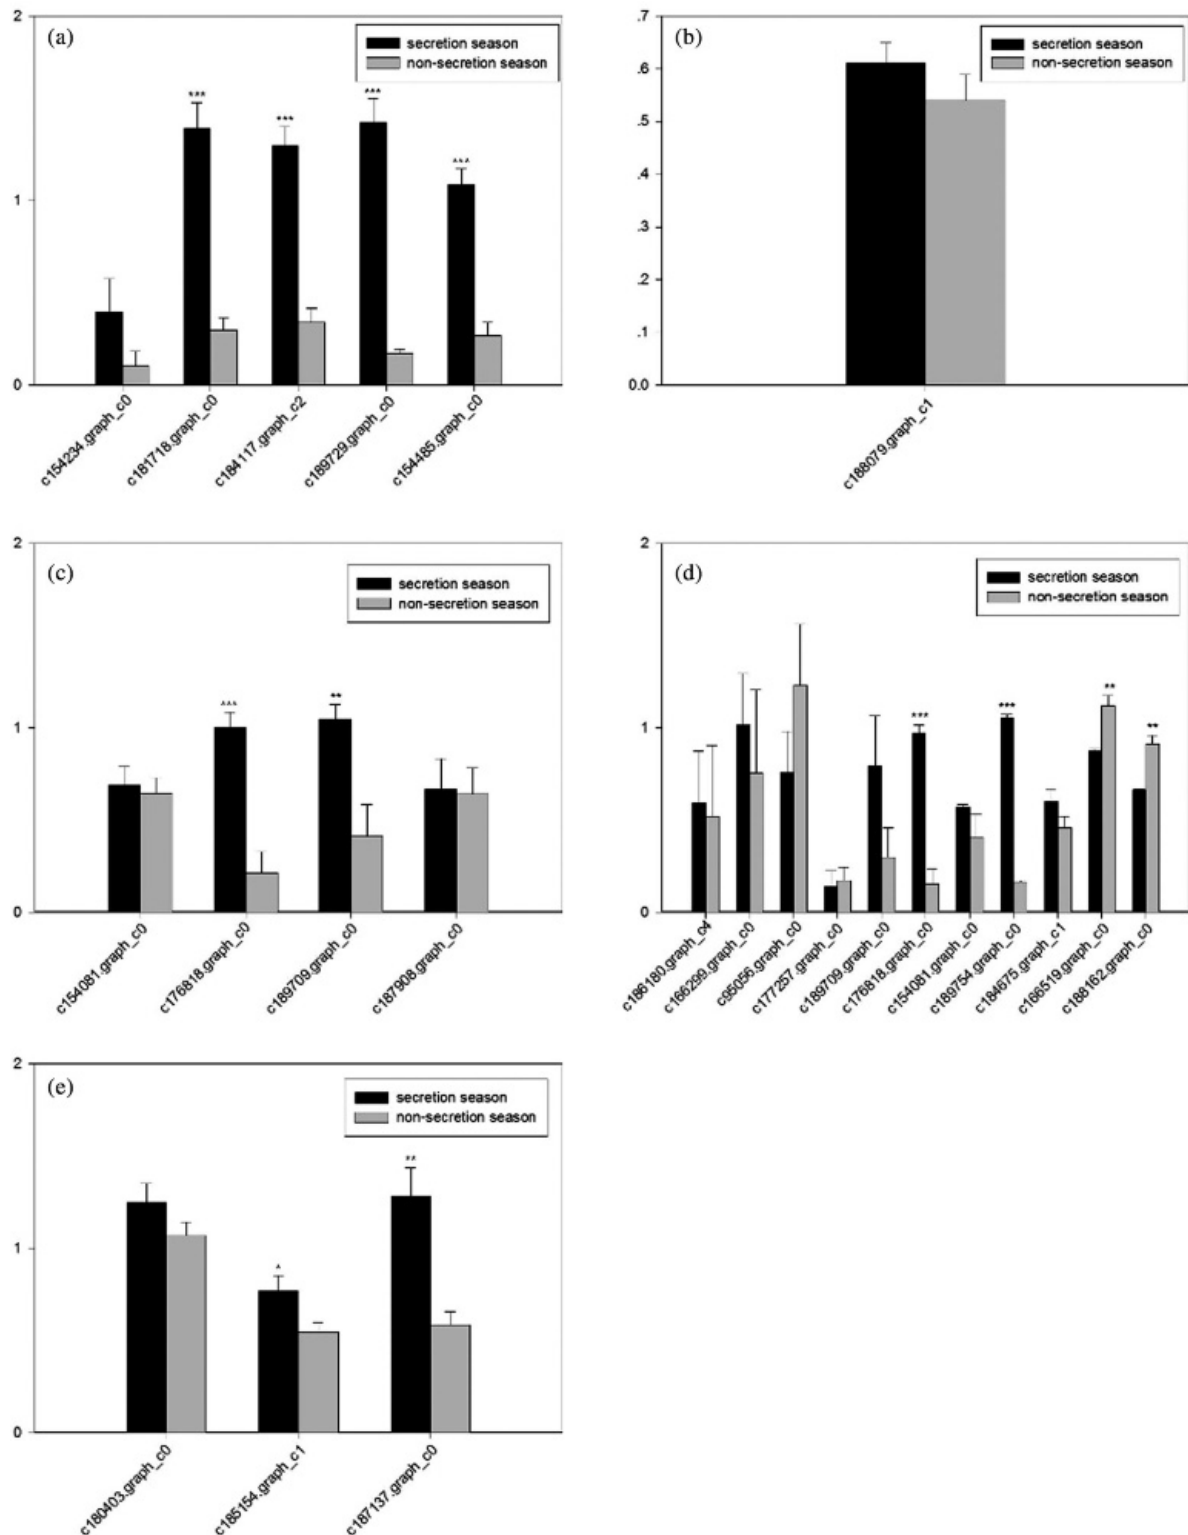 2
(a)
secretion season
non-secretion season
***
***
***
***
1
0
c154234.graph_c0
c181718.graph_c0
c184117.graph_c2
c189729.graph_c0
c154485.graph_c0
.7
(b)
secretion season
non-secretion season
.6
.5
.4
.3
.2
.1
0.0
c188079.graph_c1
2
(c)
secretion season
non-secretion season
***
**
1
0
c154081.graph_c0
c176818.graph_c0
c189709.graph_c0
c187908.graph_c0
2
(d)
secretion season
non-secretion season
***
***
**
**
1
0
c186180.graph_c4
c166299.graph_c0
c95056.graph_c0
c177257.graph_c0
c189709.graph_c0
c176818.graph_c0
c154081.graph_c0
c189754.graph_c0
c184675.graph_c1
c166519.graph_c0
c188162.graph_c0
2
(e)
secretion season
non-secretion season
**
*
1
0
c180403.graph_c0
c185154.graph_c1
c187137.graph_c0